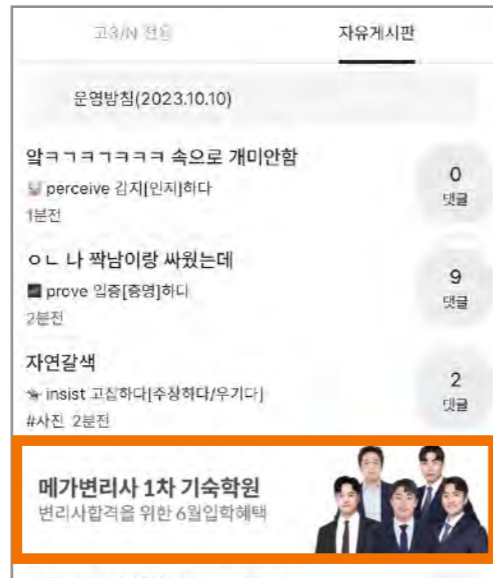 고3/N 전용
자유게시판
운영방침(2023.10.10)
앜ㅋㄱㅋㄱㅋㅋㅋ 속으로 개미안함
perceive 감지[인지]하다
1분전
0
댓글
ㅇㄴ 나 짝남이랑 싸웠는데
prove 입증[증명]하다
2분전
9
댓글
자연갈색
insist 고집하다[주장하다/우기다]
#사진 2분전
2
댓글
메가변리사 1차 기숙학원
변리사합격을 위한 6월입학혜택